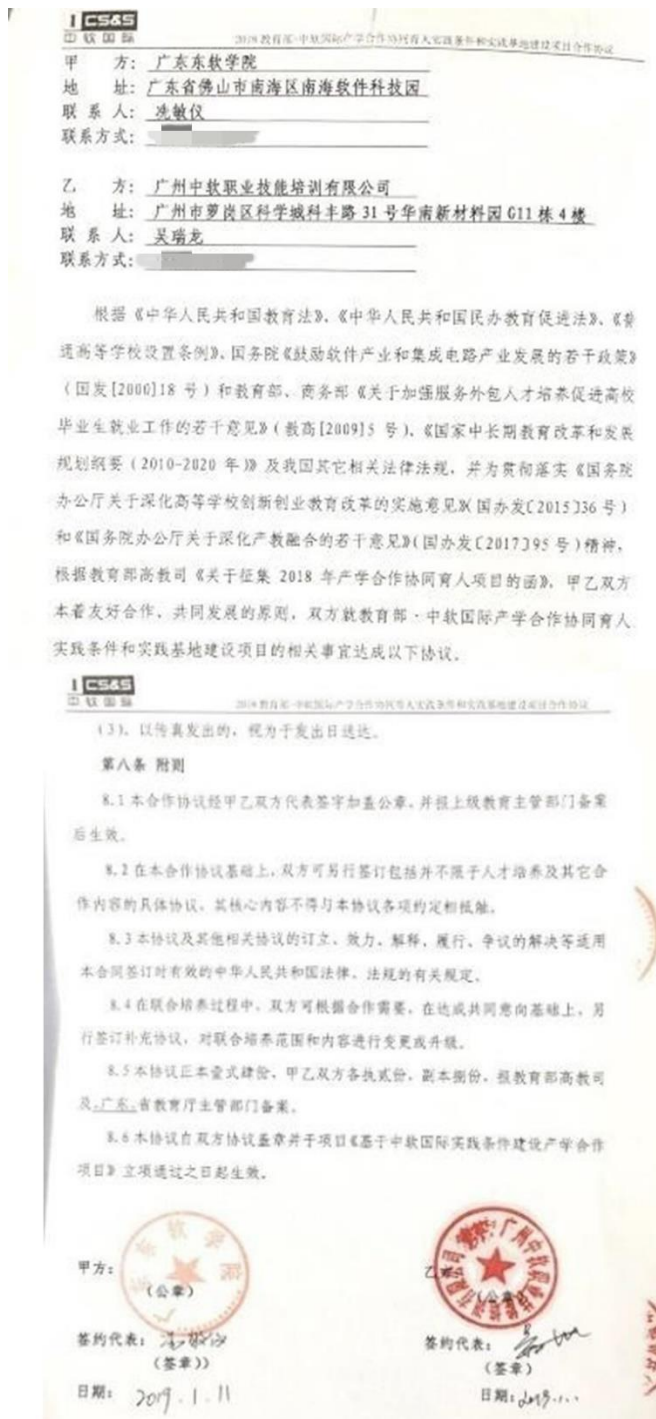 CS&S
中软国际
2018教育部-中软国际产学合作协同育人实践条件和实践基地建设项目合作协议
甲 方： 广东东软学院
地 址： 广东省佛山市南海区南海软件科技园
联 系 人： 冼敏仪
联系方式：
乙 方： 广州中软职业技能培训有限公司
地 址： 广州市萝岗区科学城科丰路 31 号华南新材料园 G11 栋 4 楼
联 系 人： 吴瑞龙
联系方式：
根据《中华人民共和国教育法》、《中华人民共和国民办教育促进法》、《普
通高等学校设置条例》、国务院《鼓励软件产业和集成电路产业发展的若干政策》
（国发[2000]18 号）和教育部、商务部《关于加强服务外包人才培养促进高校
毕业生就业工作的若干意见》（教高[2009]5 号）、《国家中长期教育改革和发展
规划纲要（2010-2020 年）》及我国其它相关法律法规，并为贯彻落实《国务院
办公厅关于深化高等学校创新创业教育改革的实施意见》（国办发〔2015〕36 号）
和《国务院办公厅关于深化产教融合的若干意见》（国办发〔2017〕95 号）精神，
根据教育部高教司《关于征集 2018 年产学合作协同育人项目的函》，甲乙双方
本着友好合作、共同发展的原则，双方就教育部·中软国际产学合作协同育人
实践条件和实践基地建设项目的相关事宜达成以下协议。
CS&S
中软国际
2018教育部-中软国际产学合作协同育人实践条件和实践基地建设项目合作协议
（3）、以传真发出的，视为于发出日送达。
第八条 附则
8.1 本合作协议经甲乙双方代表签字加盖公章，并报上级教育主管部门备案
后生效。
8.2 在本合作协议基础上，双方可另行签订包括并不限于人才培养及其它合
作内容的具体协议，其核心内容不得与本协议各项约定相抵触。
8.3 本协议及其他相关协议的订立、效力、解释、履行、争议的解决等适用
本合同签订时有效的中华人民共和国法律、法规的有关规定。
8.4 在联合培养过程中，双方可根据合作需要，在达成共同意向基础上，另
行签订补充协议，对联合培养范围和内容进行变更或升级。
8.5 本协议正本壹式肆份，甲乙双方各执贰份，副本捌份，报教育部高教司
及 广东 省教育厅主管部门备案。
8.6 本协议自双方协议盖章并于项目《基于中软国际实践条件建设产学合作
项目》立项通过之日起生效。
广东东软学院
广州中软职业技能培训有限公司
甲方：
乙方：
（公章）
（公章）
签约代表：
签约代表：
（签章））
（签章）
日期： 2019.1.11
日期：